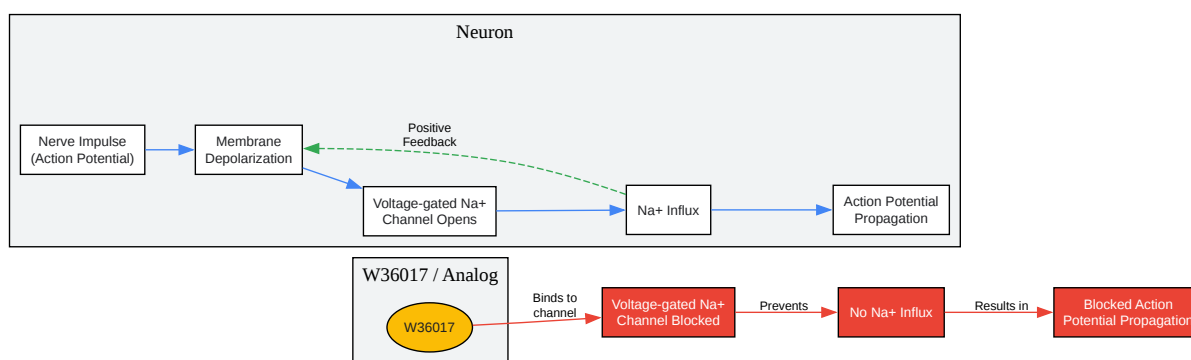 Neuron
Nerve Impulse
(Action Potential)
Membrane
Depolarization
Positive
Feedback
Voltage-gated Na+
Channel Opens
Na+ Influx
Action Potential
Propagation
W36017 / Analog
W36017
Binds to
channel
Voltage-gated Na+
Channel Blocked
Prevents
No Na+ Influx
Results in
Blocked Action
Potential Propagation